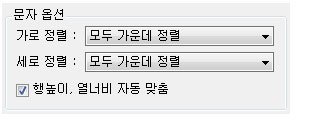 문자 옵션
가로 정렬 : 모두 가운데 정렬
세로 정렬 : 모두 가운데 정렬
행높이, 열너비 자동 맞춤